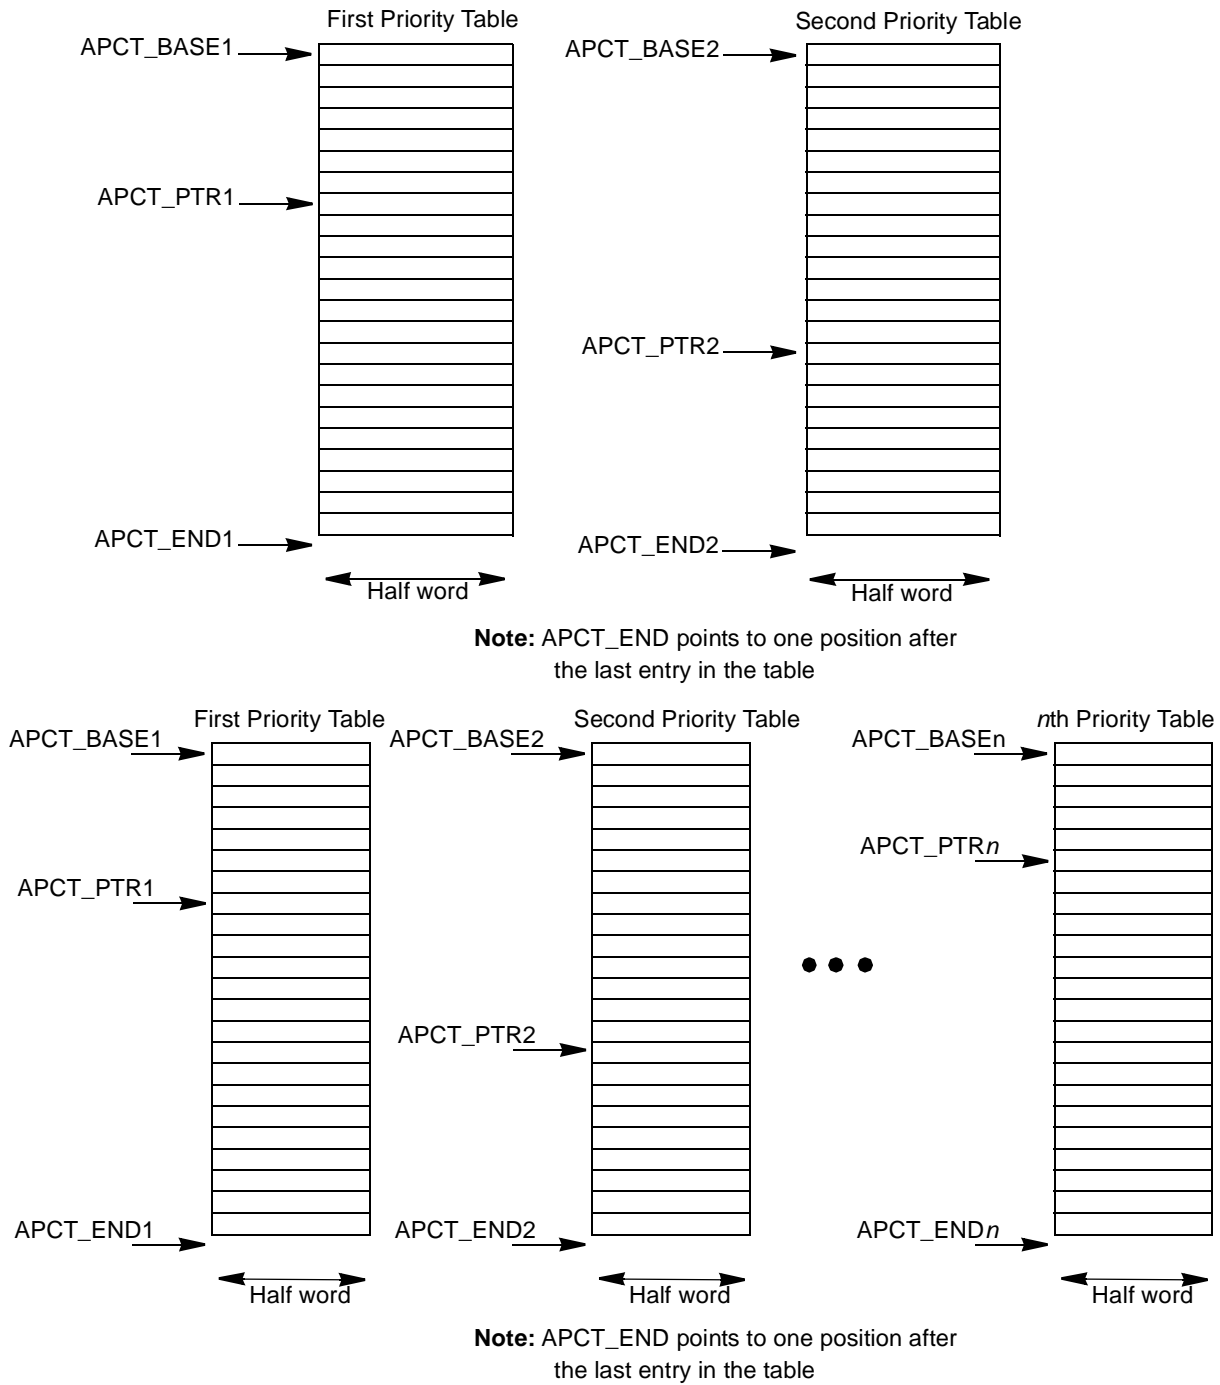 First Priority Table
Second Priority Table
APCT_BASE1
APCT_BASE2
APCT_PTR1
APCT_PTR2
APCT_END1
APCT_END2
Half word
Half word
Note: APCT_END points to one position after
the last entry in the table
First Priority Table
Second Priority Table
nth Priority Table
APCT_BASE1
APCT_BASE2
APCT_BASEn
APCT_PTRn
APCT_PTR1
APCT_PTR2
APCT_END1
APCT_END2
APCT_ENDn
Half word
Half word
Half word
Note: APCT_END points to one position after
the last entry in the table